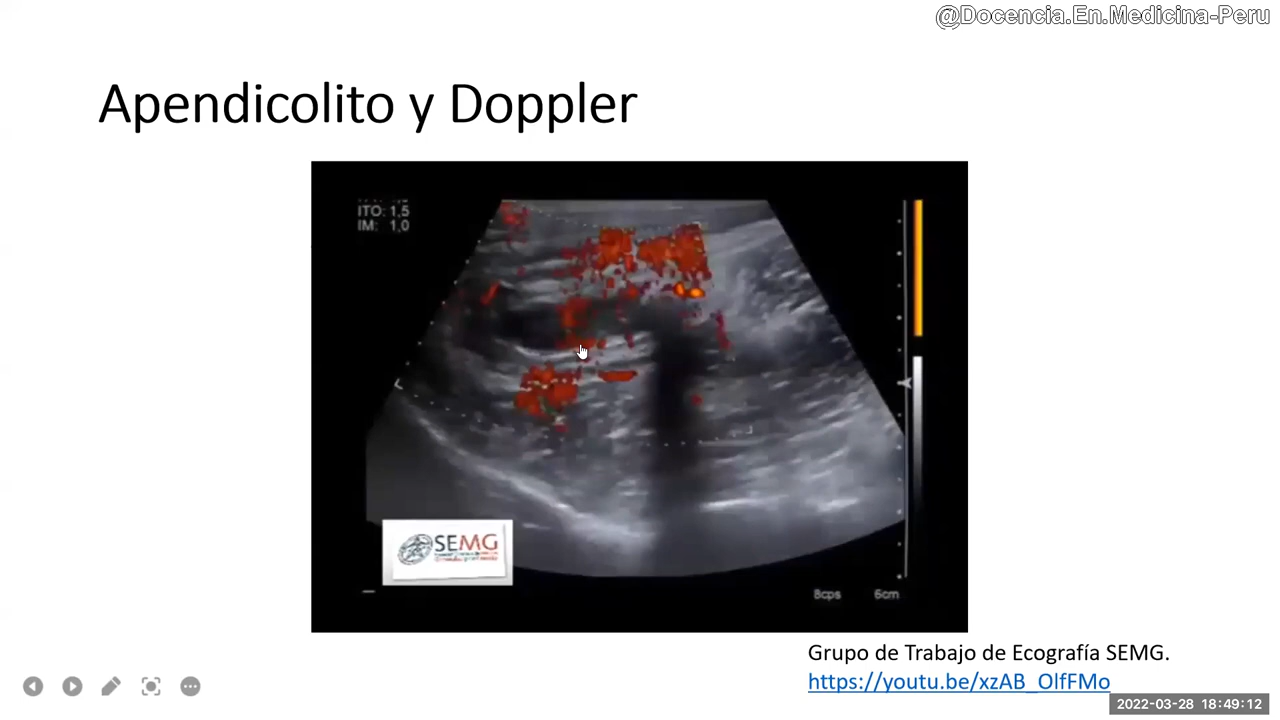 @Docencia.En.Medicina-Peru
Apendicolito y Doppler
ITO: 1,5
IM: 1,0
SEMG
8cps 6cm
Grupo de Trabajo de Ecografía SEMG.
https://youtu.be/xzAB_OlfFMo
2022-03-28 18:49:12